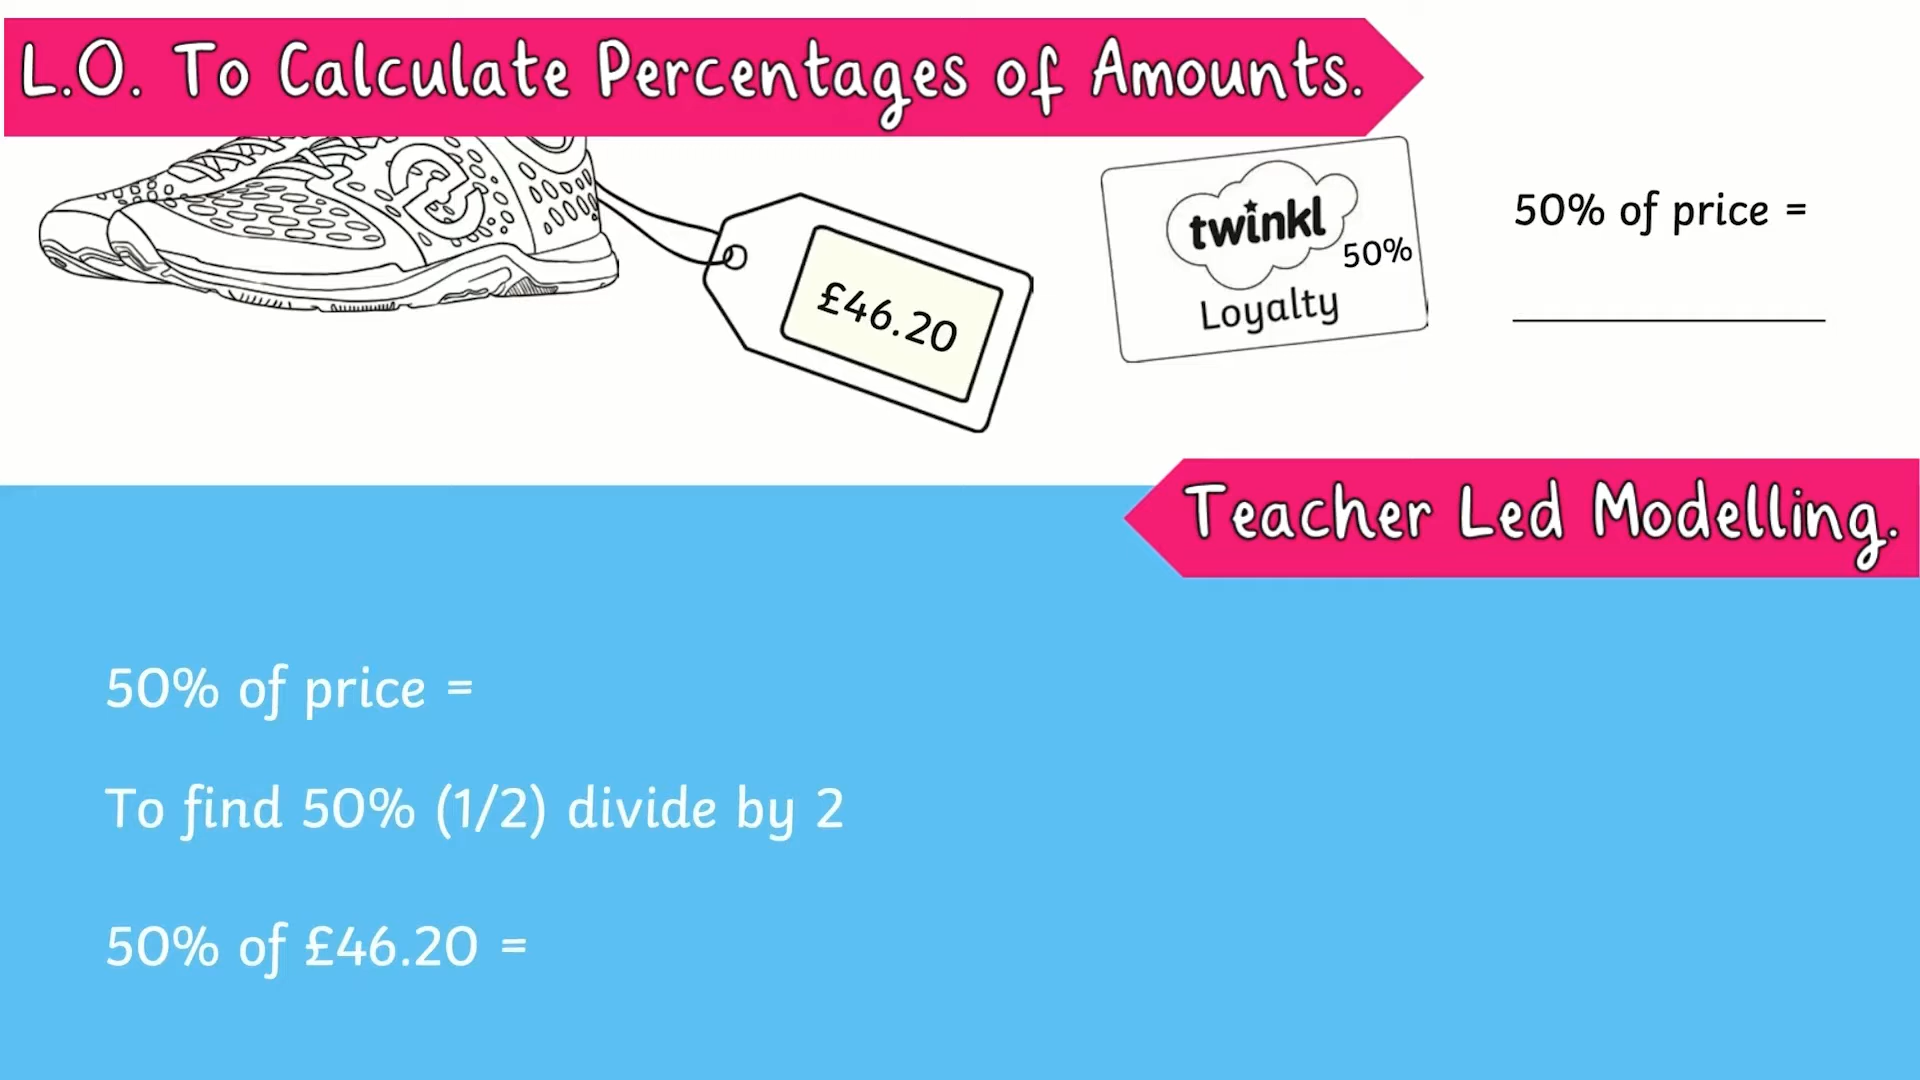 L.O. To Calculate Percentages of Amounts.
£46.20
twinkl
50%
Loyalty
50% of price =
Teacher Led Modelling.
50% of price =
To find 50% (1/2) divide by 2
50% of £46.20 =